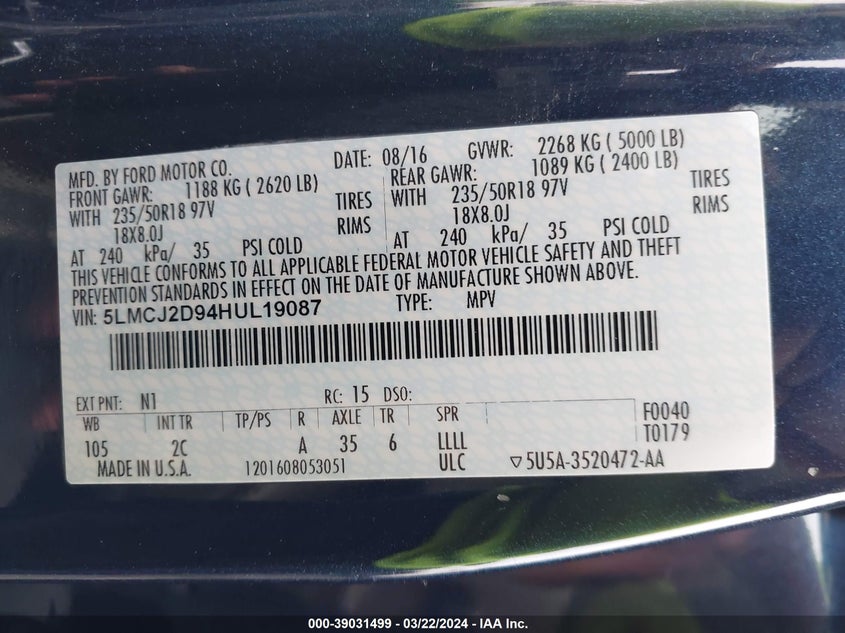 MFD. BY FORD MOTOR CO. DATE: 08/16 GVWR: 2268 KG ( 5000 LB)
FRONT GAWR: 1188 KG ( 2620 LB) REAR GAWR: 1089 KG ( 2400 LB)
WITH 235/50R18 97V TIRES WITH 235/50R18 97V TIRES
18X8.0J RIMS 18X8.0J RIMS
AT 240 kPa/ 35 PSI COLD AT 240 kPa/ 35 PSI COLD
THIS VEHICLE CONFORMS TO ALL APPLICABLE FEDERAL MOTOR VEHICLE SAFETY AND THEFT
PREVENTION STANDARDS IN EFFECT ON THE DATE OF MANUFACTURE SHOWN ABOVE.
VIN: 5LMCJ2D94HUL19087 TYPE: MPV
EXT PNT: N1 RC: 15 DSO:
WB INT TR TP/PS R AXLE TR SPR F0040
105 2C A 35 6 LLLL T0179
MADE IN U.S.A. 1201608053051 ULC ▽5U5A-3520472-AA
000-39031499 - 03/22/2024 - IAA Inc.